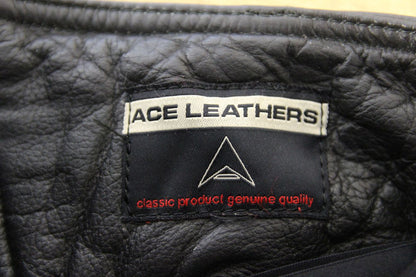 ACE LEATHERS
classic product genuine quality